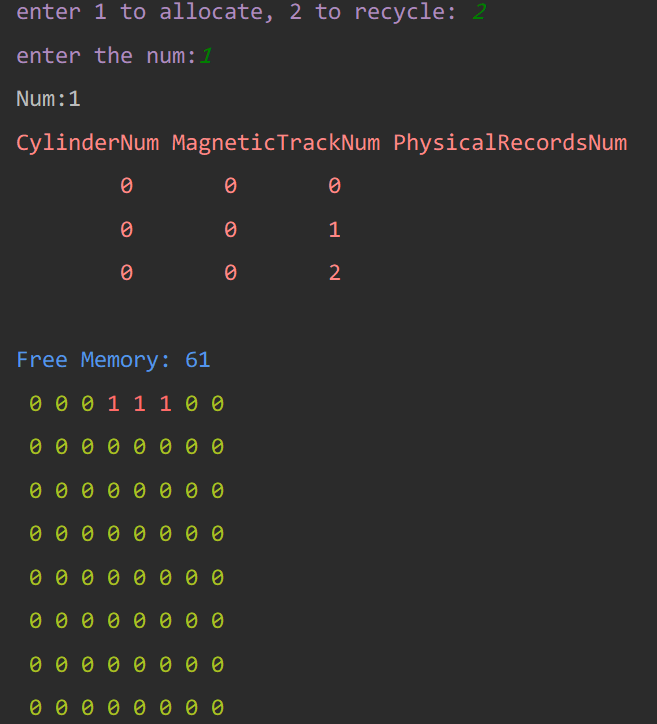 enter 1 to allocate, 2 to recycle: 2
enter the num:1
Num:1
CylinderNum MagneticTrackNum PhysicalRecordsNum
0 0 0
0 0 1
0 0 2
Free Memory: 61
0 0 0 1 1 1 0 0
0 0 0 0 0 0 0 0
0 0 0 0 0 0 0 0
0 0 0 0 0 0 0 0
0 0 0 0 0 0 0 0
0 0 0 0 0 0 0 0
0 0 0 0 0 0 0 0
0 0 0 0 0 0 0 0